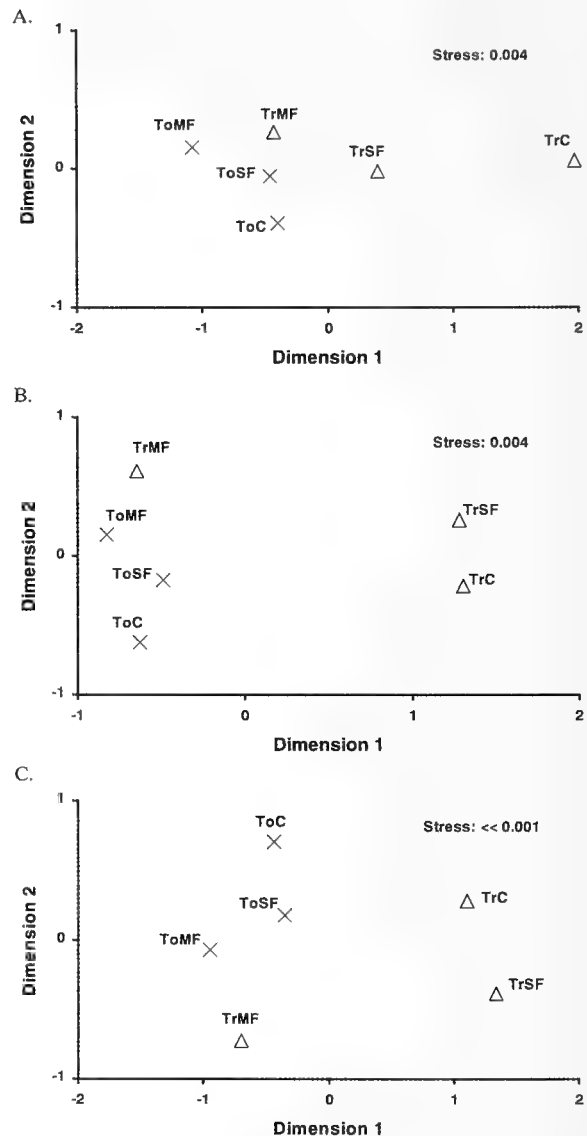 A.
1
Stress: 0.004
ToMF
TrMF
TrSF
TrC
ToSF
ToC
0
-1
-2
-1
0
1
2
Dimension 2
Dimension 1
B.
1
Stress: 0.004
TrMF
ToMF
ToSF
ToC
TrSF
TrC
0
-1
-1
0
1
2
Dimension 2
Dimension 1
C.
1
Stress: << 0.001
ToC
ToSF
ToMF
TrMF
TrC
TrSF
0
-1
-2
-1
0
1
2
Dimension 2
Dimension 1